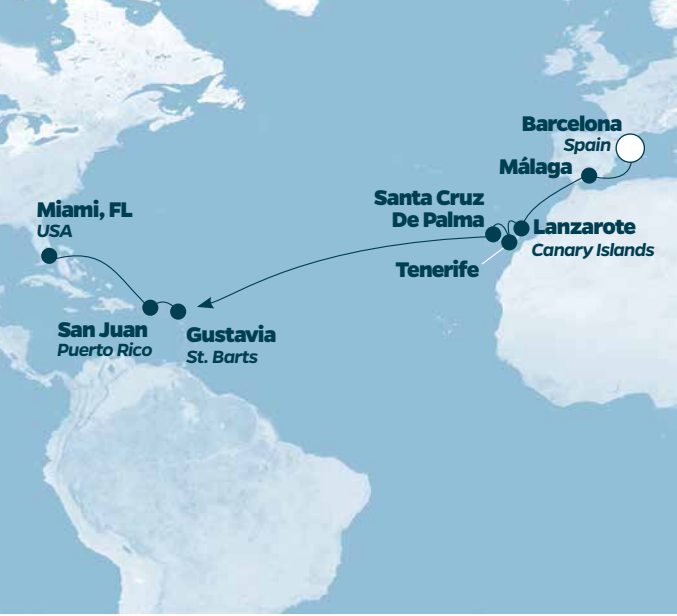 Barcelona
Spain
Málaga
Santa Cruz
De Palma
Lanzarote
Canary Islands
Tenerife
Miami, FL
USA
San Juan
Puerto Rico
Gustavia
St. Barts